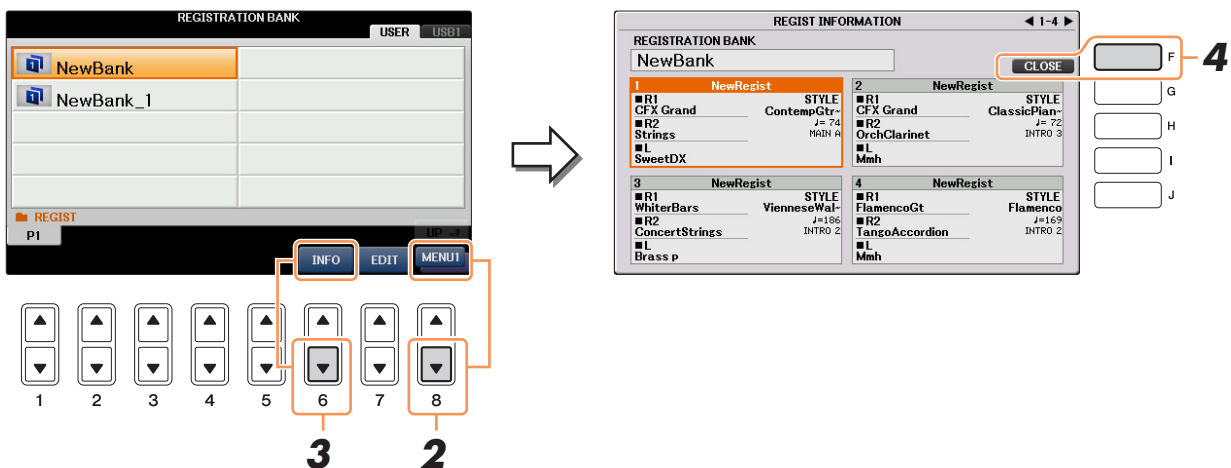 REGISTRATION BANK
USER USB1
NewBank
NewBank_1
REGIST
P1
UP
INFO EDIT MENU1
1 2 3 4 5 6 7 8
3 2
REGIST INFORMATION ◀ 1-4 ▶
REGISTRATION BANK
NewBank
CLOSE
F
G
H
I
J
4
1 NewRegist
■R1 STYLE
CFX Grand ContempGtr~
■R2 ♩= 74
Strings MAIN A
■L
SweetDX
2 NewRegist
■R1 STYLE
CFX Grand ClassicPian~
■R2 ♩= 72
OrchClarinet INTRO 3
■L
Mmh
3 NewRegist
■R1 STYLE
WhiterBars VienneseWal~
■R2 ♩=186
ConcertStrings INTRO 2
■L
Brass p
4 NewRegist
■R1 STYLE
FlamencoGt Flamenco
■R2 ♩=169
TangoAccordion INTRO 2
■L
Mmh